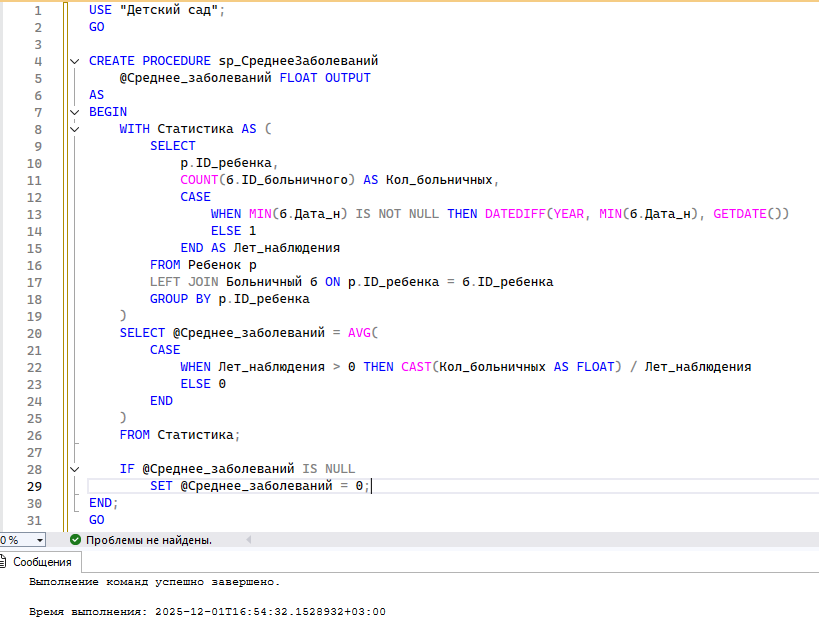 1 USE "Детский сад";
2 GO
3
4 CREATE PROCEDURE sp_СреднееЗаболеваний
5 @Среднее_заболеваний FLOAT OUTPUT
6 AS
7 BEGIN
8 WITH Статистика AS (
9 SELECT
10 р.ID_ребенка,
11 COUNT(б.ID_больничного) AS Кол_больничных,
12 CASE
13 WHEN MIN(б.Дата_н) IS NOT NULL THEN DATEDIFF(YEAR, MIN(б.Дата_н), GETDATE())
14 ELSE 1
15 END AS Лет_наблюдения
16 FROM Ребенок р
17 LEFT JOIN Больничный б ON р.ID_ребенка = б.ID_ребенка
18 GROUP BY р.ID_ребенка
19 )
20 SELECT @Среднее_заболеваний = AVG(
21 CASE
22 WHEN Лет_наблюдения > 0 THEN CAST(Кол_больничных AS FLOAT) / Лет_наблюдения
23 ELSE 0
24 END
25 )
26 FROM Статистика;
27
28 IF @Среднее_заболеваний IS NULL
29 SET @Среднее_заболеваний = 0;
30 END;
31 GO
0 % Проблемы не найдены.
Сообщения
Выполнение команд успешно завершено.
Время выполнения: 2025-12-01T16:54:32.1528932+03:00